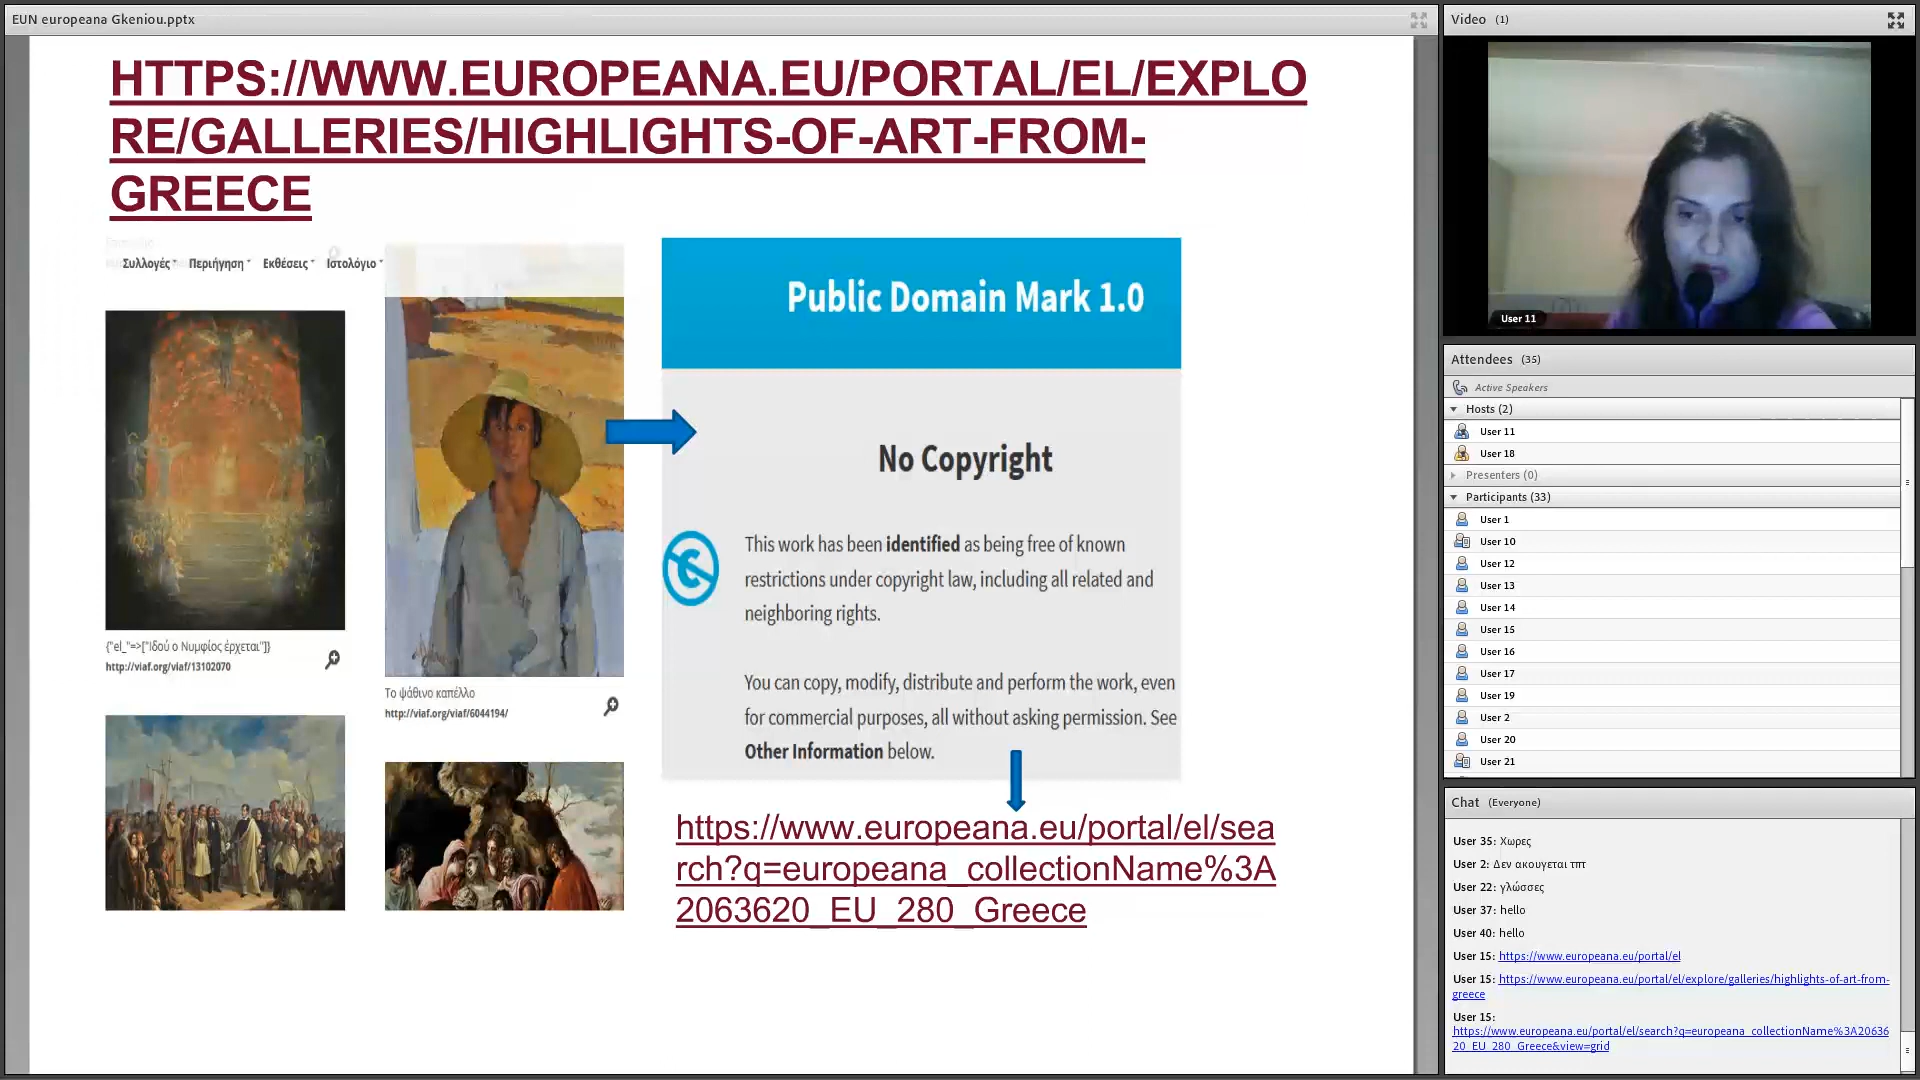 EUN europeana Gkeniou.pptx
HTTPS://WWW.EUROPEANA.EU/PORTAL/EL/EXPLO
RE/GALLERIES/HIGHLIGHTS-OF-ART-FROM-
GREECE
Συλλογές Περιήγηση Εκθέσεις Ιστολόγιο
{"el_"=>["Ιδού ο Νυμφίος έρχεται"]}
http://viaf.org/viaf/13102070
Το ψάθινο καπέλλο
http://viaf.org/viaf/6044194/
Public Domain Mark 1.0
No Copyright
This work has been identified as being free of known
restrictions under copyright law, including all related and
neighboring rights.
You can copy, modify, distribute and perform the work, even
for commercial purposes, all without asking permission. See
Other Information below.
https://www.europeana.eu/portal/el/sea
rch?q=europeana_collectionName%3A
2063620_EU_280_Greece
Video (1)
User 11
Attendees (35)
Active Speakers
Hosts (2)
User 11
User 18
Presenters (0)
Participants (33)
User 1
User 10
User 12
User 13
User 14
User 15
User 16
User 17
User 19
User 2
User 20
User 21
Chat (Everyone)
User 35: Χωρες
User 2: Δεν ακουγεται τπτ
User 22: γλώσσες
User 37: hello
User 40: hello
User 15: https://www.europeana.eu/portal/el
User 15: https://www.europeana.eu/portal/el/explore/galleries/highlights-of-art-from-
greece
User 15:
https://www.europeana.eu/portal/el/search?q=europeana_collectionName%3A20636
20_EU_280_Greece&view=grid